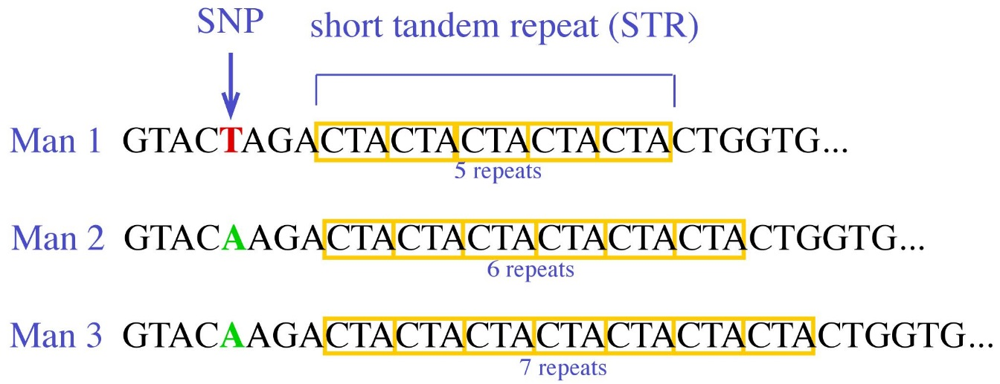 SNP short tandem repeat (STR)
Man 1 GTACTAGACTACTACTACTACTACTGGTG...
5 repeats
Man 2 GTACAAGACTACTACTACTACTACTACTGGTG...
6 repeats
Man 3 GTACAAGACTACTACTACTACTACTACTACTGGTG...
7 repeats